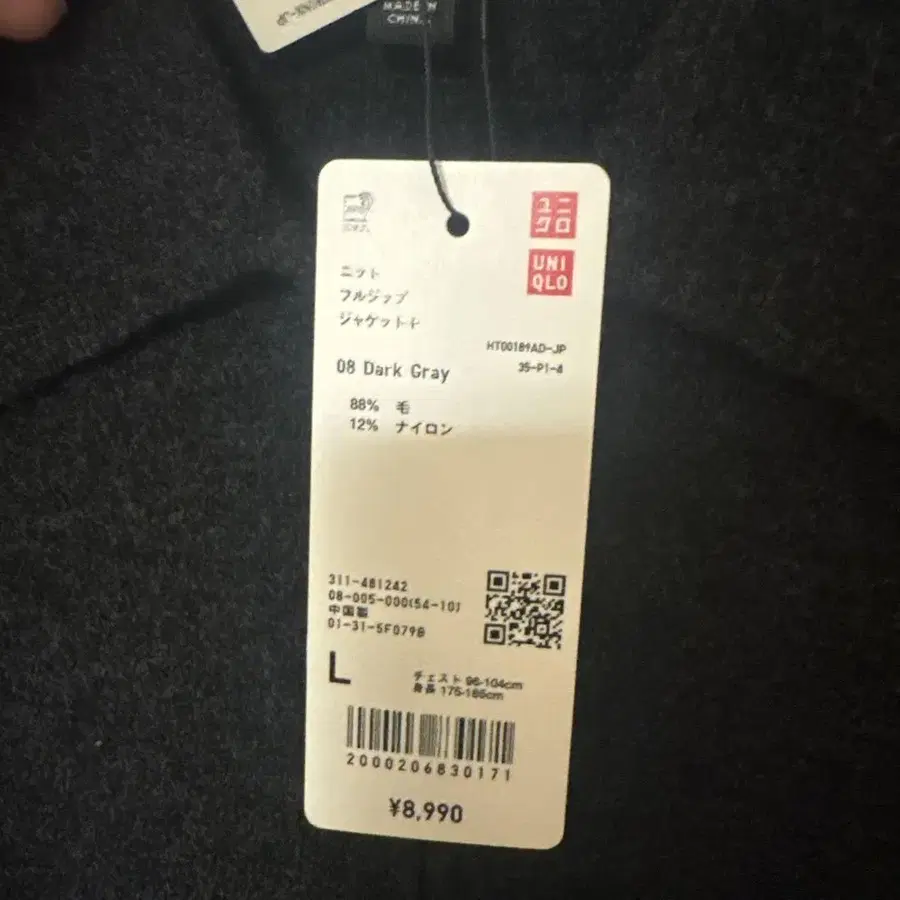 MADE IN
CHIN
ユニ
クロ
UNI
QLO
ニット
フルジップ
ジャケット+
HT00189AD-JP
35-P1-4
08 Dark Gray
88% 毛
12% ナイロン
311-481242
08-005-000(54-10)
中国製
01-31-5F079B
L
チェスト 96-104cm
身長 175-185cm
2000206830171
¥8,990